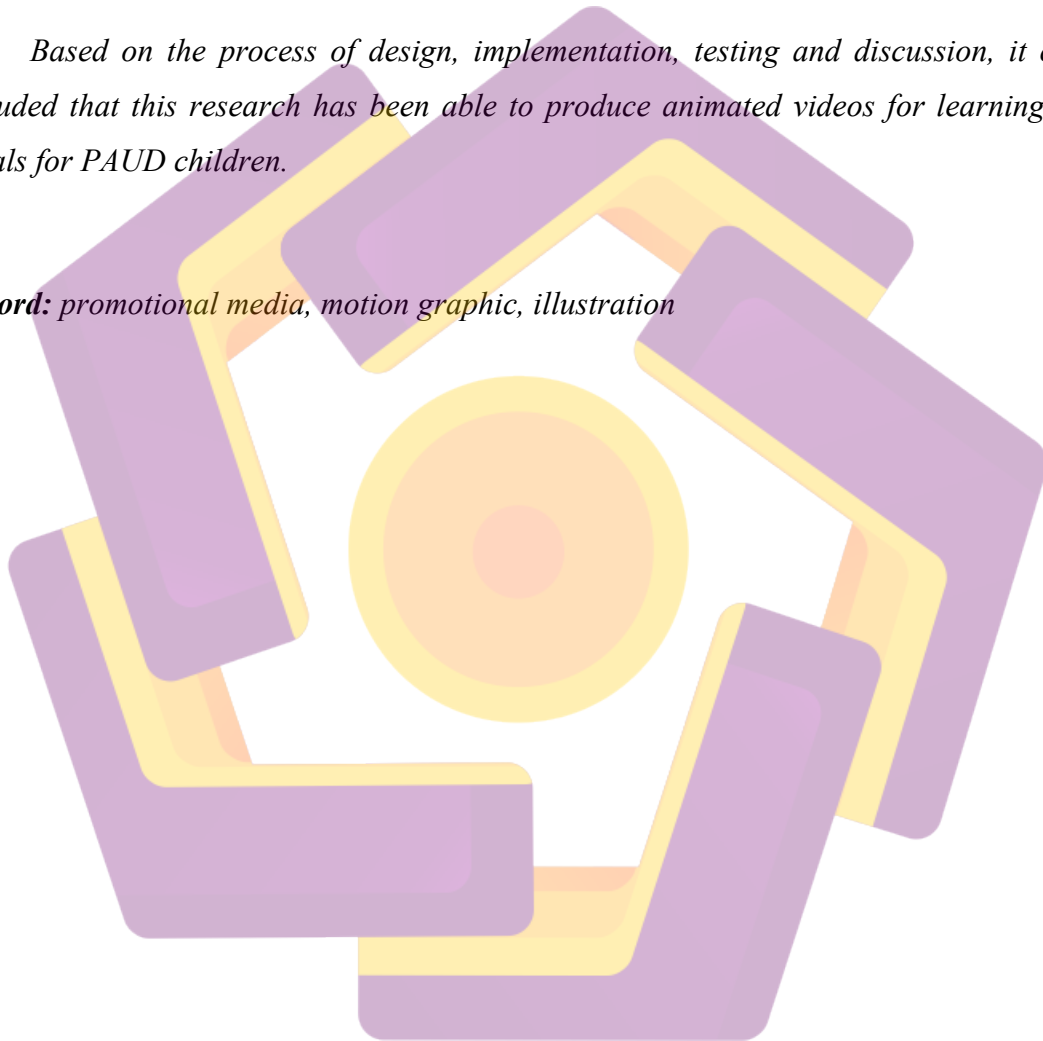 Based on the process of design, implementation, testing and discussion, it
uded that this research has been able to produce animated videos for learning
als for PAUD children.
ord: promotional media, motion graphic, illustration